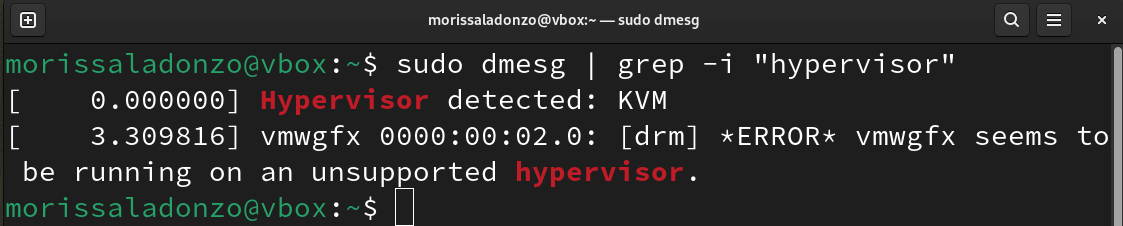 morissaladonzo@vbox:~ — sudo dmesg
morissaladonzo@vbox:~$ sudo dmesg | grep -i "hypervisor"
[    0.000000] Hypervisor detected: KVM
[    3.309816] vmwgfx 0000:00:02.0: [drm] *ERROR* vmwgfx seems to
 be running on an unsupported hypervisor.
morissaladonzo@vbox:~$